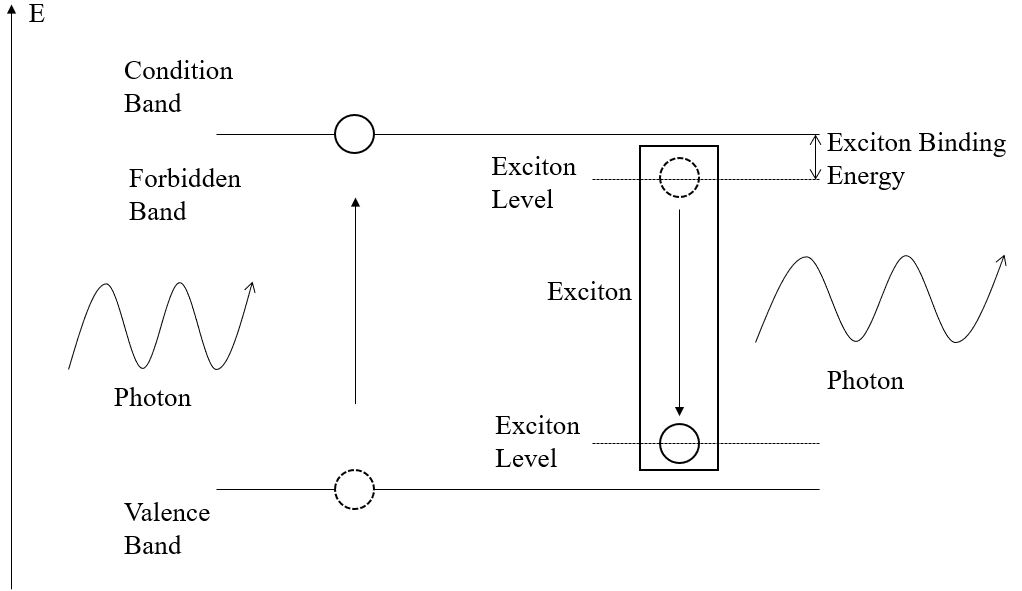 E
Condition
Band
Exciton Binding
Energy
Forbidden
Band
Exciton
Level
Exciton
Photon
Photon
Exciton
Level
Valence
Band